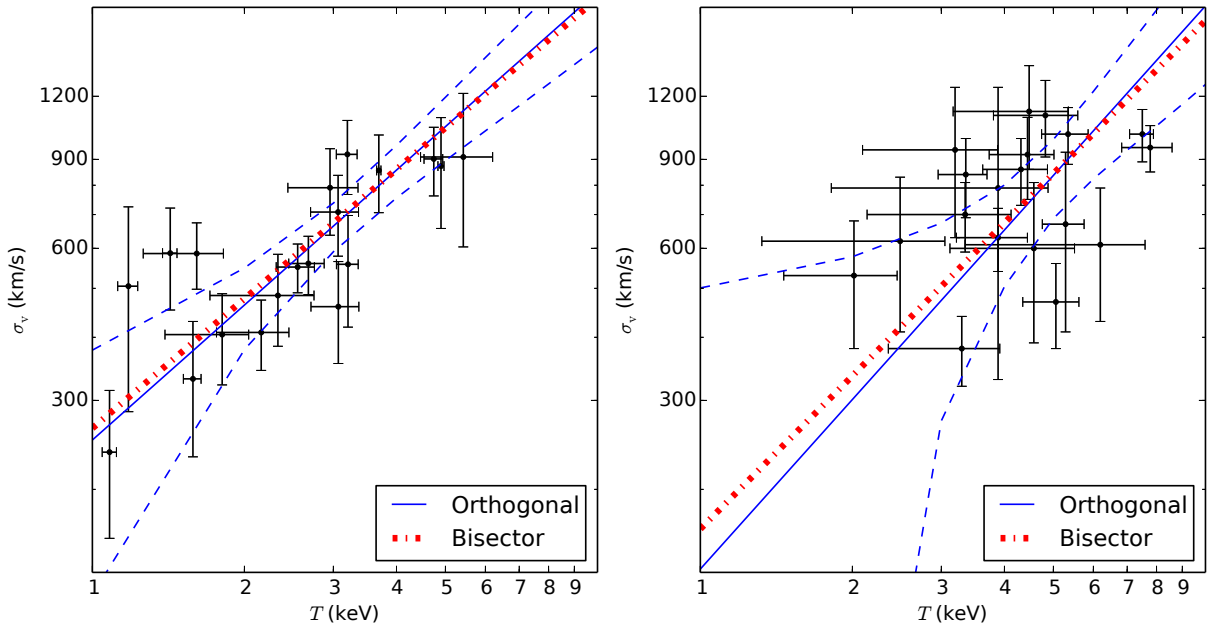 1200
900
600
300
σv (km/s)
1 2 3 4 5 6 7 8 9
T (keV)
Orthogonal
Bisector
1200
900
600
300
σv (km/s)
1 2 3 4 5 6 7 8 9
T (keV)
Orthogonal
Bisector